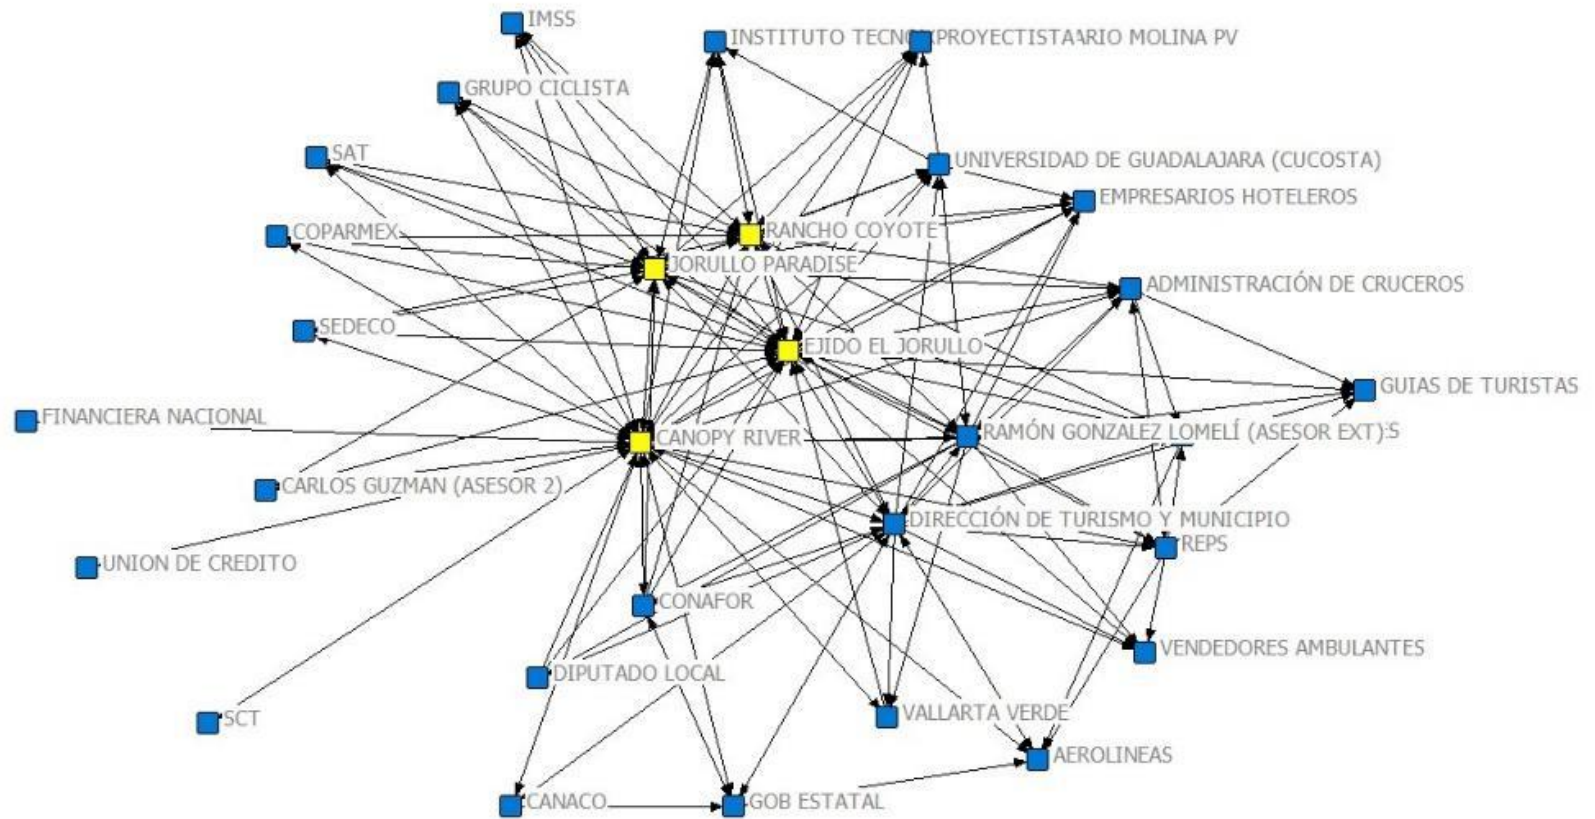 IMSS
INSTITUTO TECNO
PROYECTISTA
ARIO MOLINA PV
GRUPO CICLISTA
SAT
UNIVERSIDAD DE GUADALAJARA (CUCOSTA)
EMPRESARIOS HOTELEROS
COPARMEX
RANCHO COYOTE
JORULLO PARADISE
ADMINISTRACIÓN DE CRUCEROS
SEDECO
EJIDO EL JORULLO
GUIAS DE TURISTAS
FINANCIERA NACIONAL
CANOPY RIVER
RAMÓN GONZALEZ LOMELÍ (ASESOR EXT)
CARLOS GUZMAN (ASESOR 2)
DIRECCIÓN DE TURISMO Y MUNICIPIO
REPS
UNION DE CREDITO
CONAFOR
VENDEDORES AMBULANTES
DIPUTADO LOCAL
SCT
VALLARTA VERDE
AEROLINEAS
CANACO
GOB ESTATAL